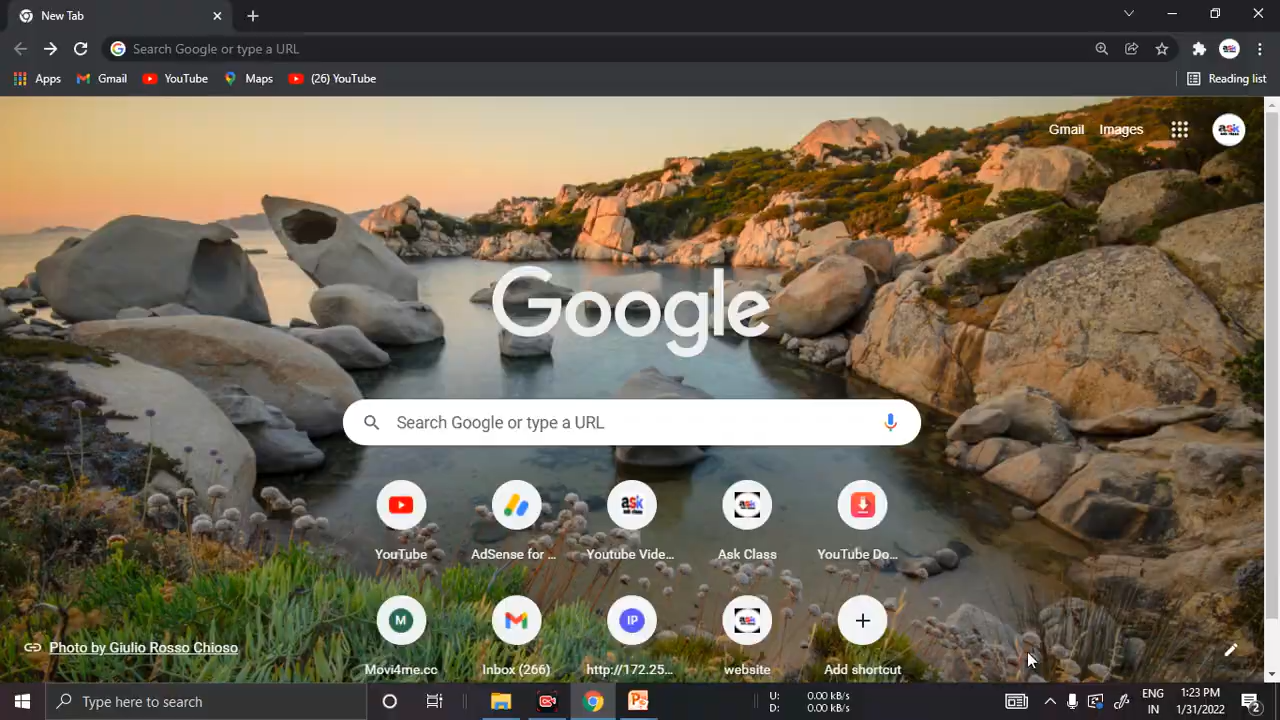 New Tab
Search Google or type a URL
Apps
Gmail
YouTube
Maps
(26) YouTube
Reading list
Gmail
Images
ask
Google
Search Google or type a URL
YouTube
AdSense for ...
Youtube Vide...
Ask Class
YouTube Do...
M
IP
Movi4me.cc
Inbox (266)
http://172.25...
website
Add shortcut
Photo by Giulio Rosso Chioso
Type here to search
U: 0.00 kB/s
D: 0.00 kB/s
ENG
IN
1:23 PM
1/31/2022
2